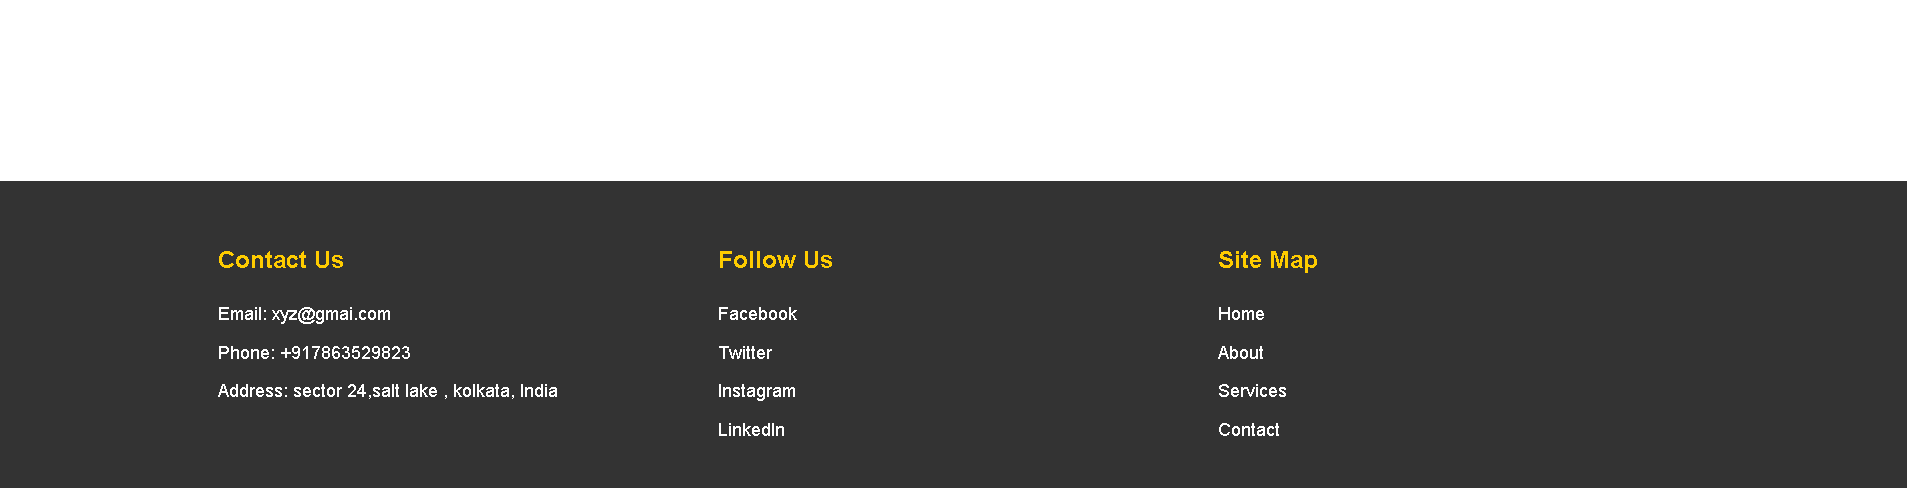 Contact Us
Email: xyz@gmai.com
Phone: +917863529823
Address: sector 24,salt lake , kolkata, India
Follow Us
Facebook
Twitter
Instagram
LinkedIn
Site Map
Home
About
Services
Contact